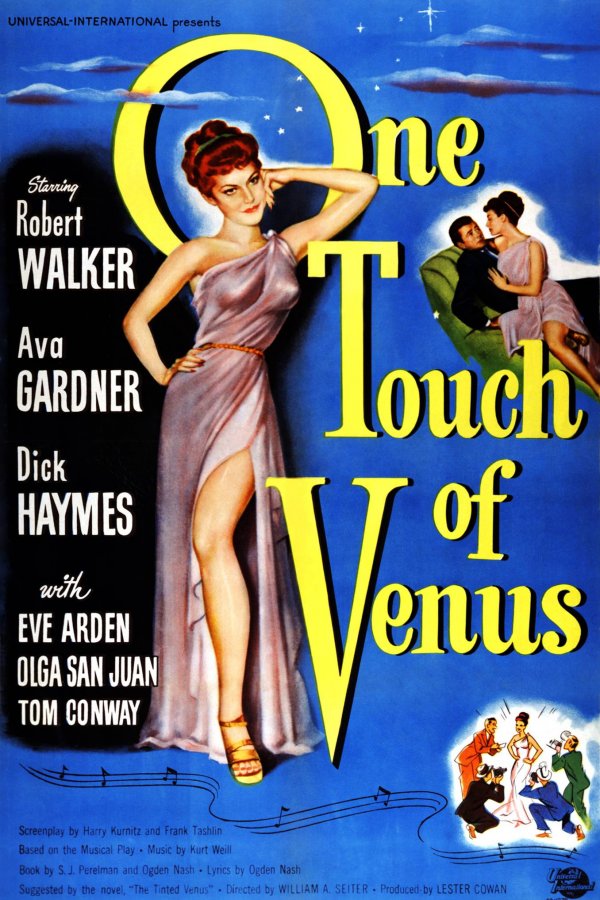 UNIVERSAL-INTERNATIONAL presents
One
Touch
of
Venus
Starring
Robert
WALKER
Ava
GARDNER
Dick
HAYMES
with
EVE ARDEN
OLGA SAN JUAN
TOM CONWAY
Screenplay by Harry Kurnitz and Frank Tashlin
Based on the Musical Play • Music by Kurt Weill
Book by S. J. Perelman and Ogden Nash • Lyrics by Ogden Nash
Suggested by the novel, "The Tinted Venus" • Directed by WILLIAM A. SEITER • Produced by LESTER COWAN
Universal
International